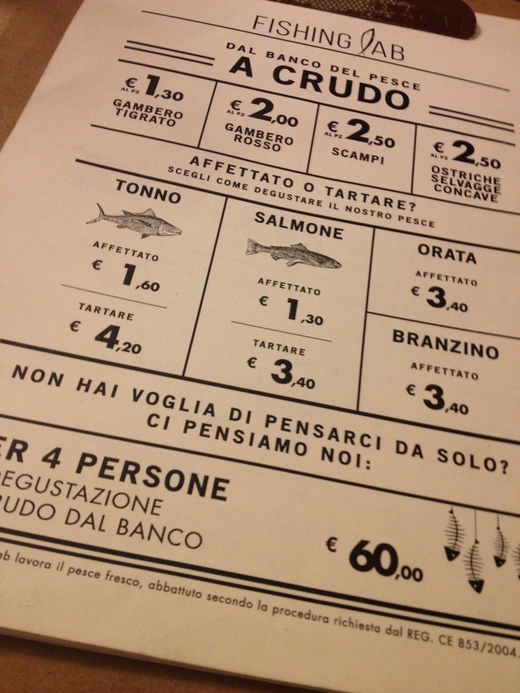 FISHING LAB
DAL BANCO DEL PESCE
A CRUDO
€ 1,30
AL PZ
GAMBERO
TIGRATO
€ 2,00
AL PZ
GAMBERO
ROSSO
€ 2,50
AL PZ
SCAMPI
€ 2,50
AL PZ
OSTRICHE
SELVAGGE
CONCAVE
AFFETTATO O TARTARE?
SCEGLI COME DEGUSTARE IL NOSTRO PESCE
TONNO
AFFETTATO
€ 1,60
TARTARE
€ 4,20
SALMONE
AFFETTATO
€ 1,30
TARTARE
€ 3,40
ORATA
AFFETTATO
€ 3,40
BRANZINO
AFFETTATO
€ 3,40
NON HAI VOGLIA DI PENSARCI DA SOLO?
CI PENSIAMO NOI:
ER 4 PERSONE
DEGUSTAZIONE
RUDO DAL BANCO
€ 60,00
ab lavora il pesce fresco, abbattuto secondo la procedura richiesta dal REG. CE 853/2004.